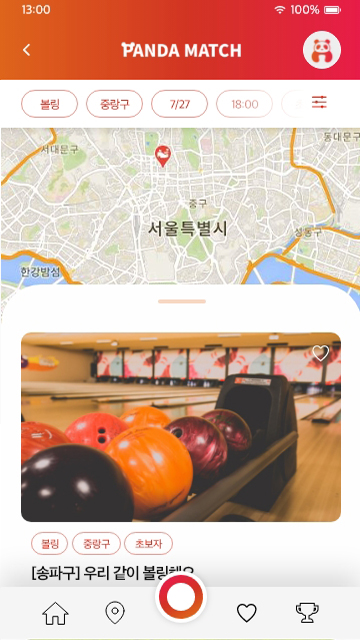 13:00 100%
PANDA MATCH
볼링 중랑구 7/27 18:00
서대문구
동대문구
중구
서울특별시
성동구
한강밤섬
볼링 중랑구 초보자
[송파구] 우리 같이 볼링해요